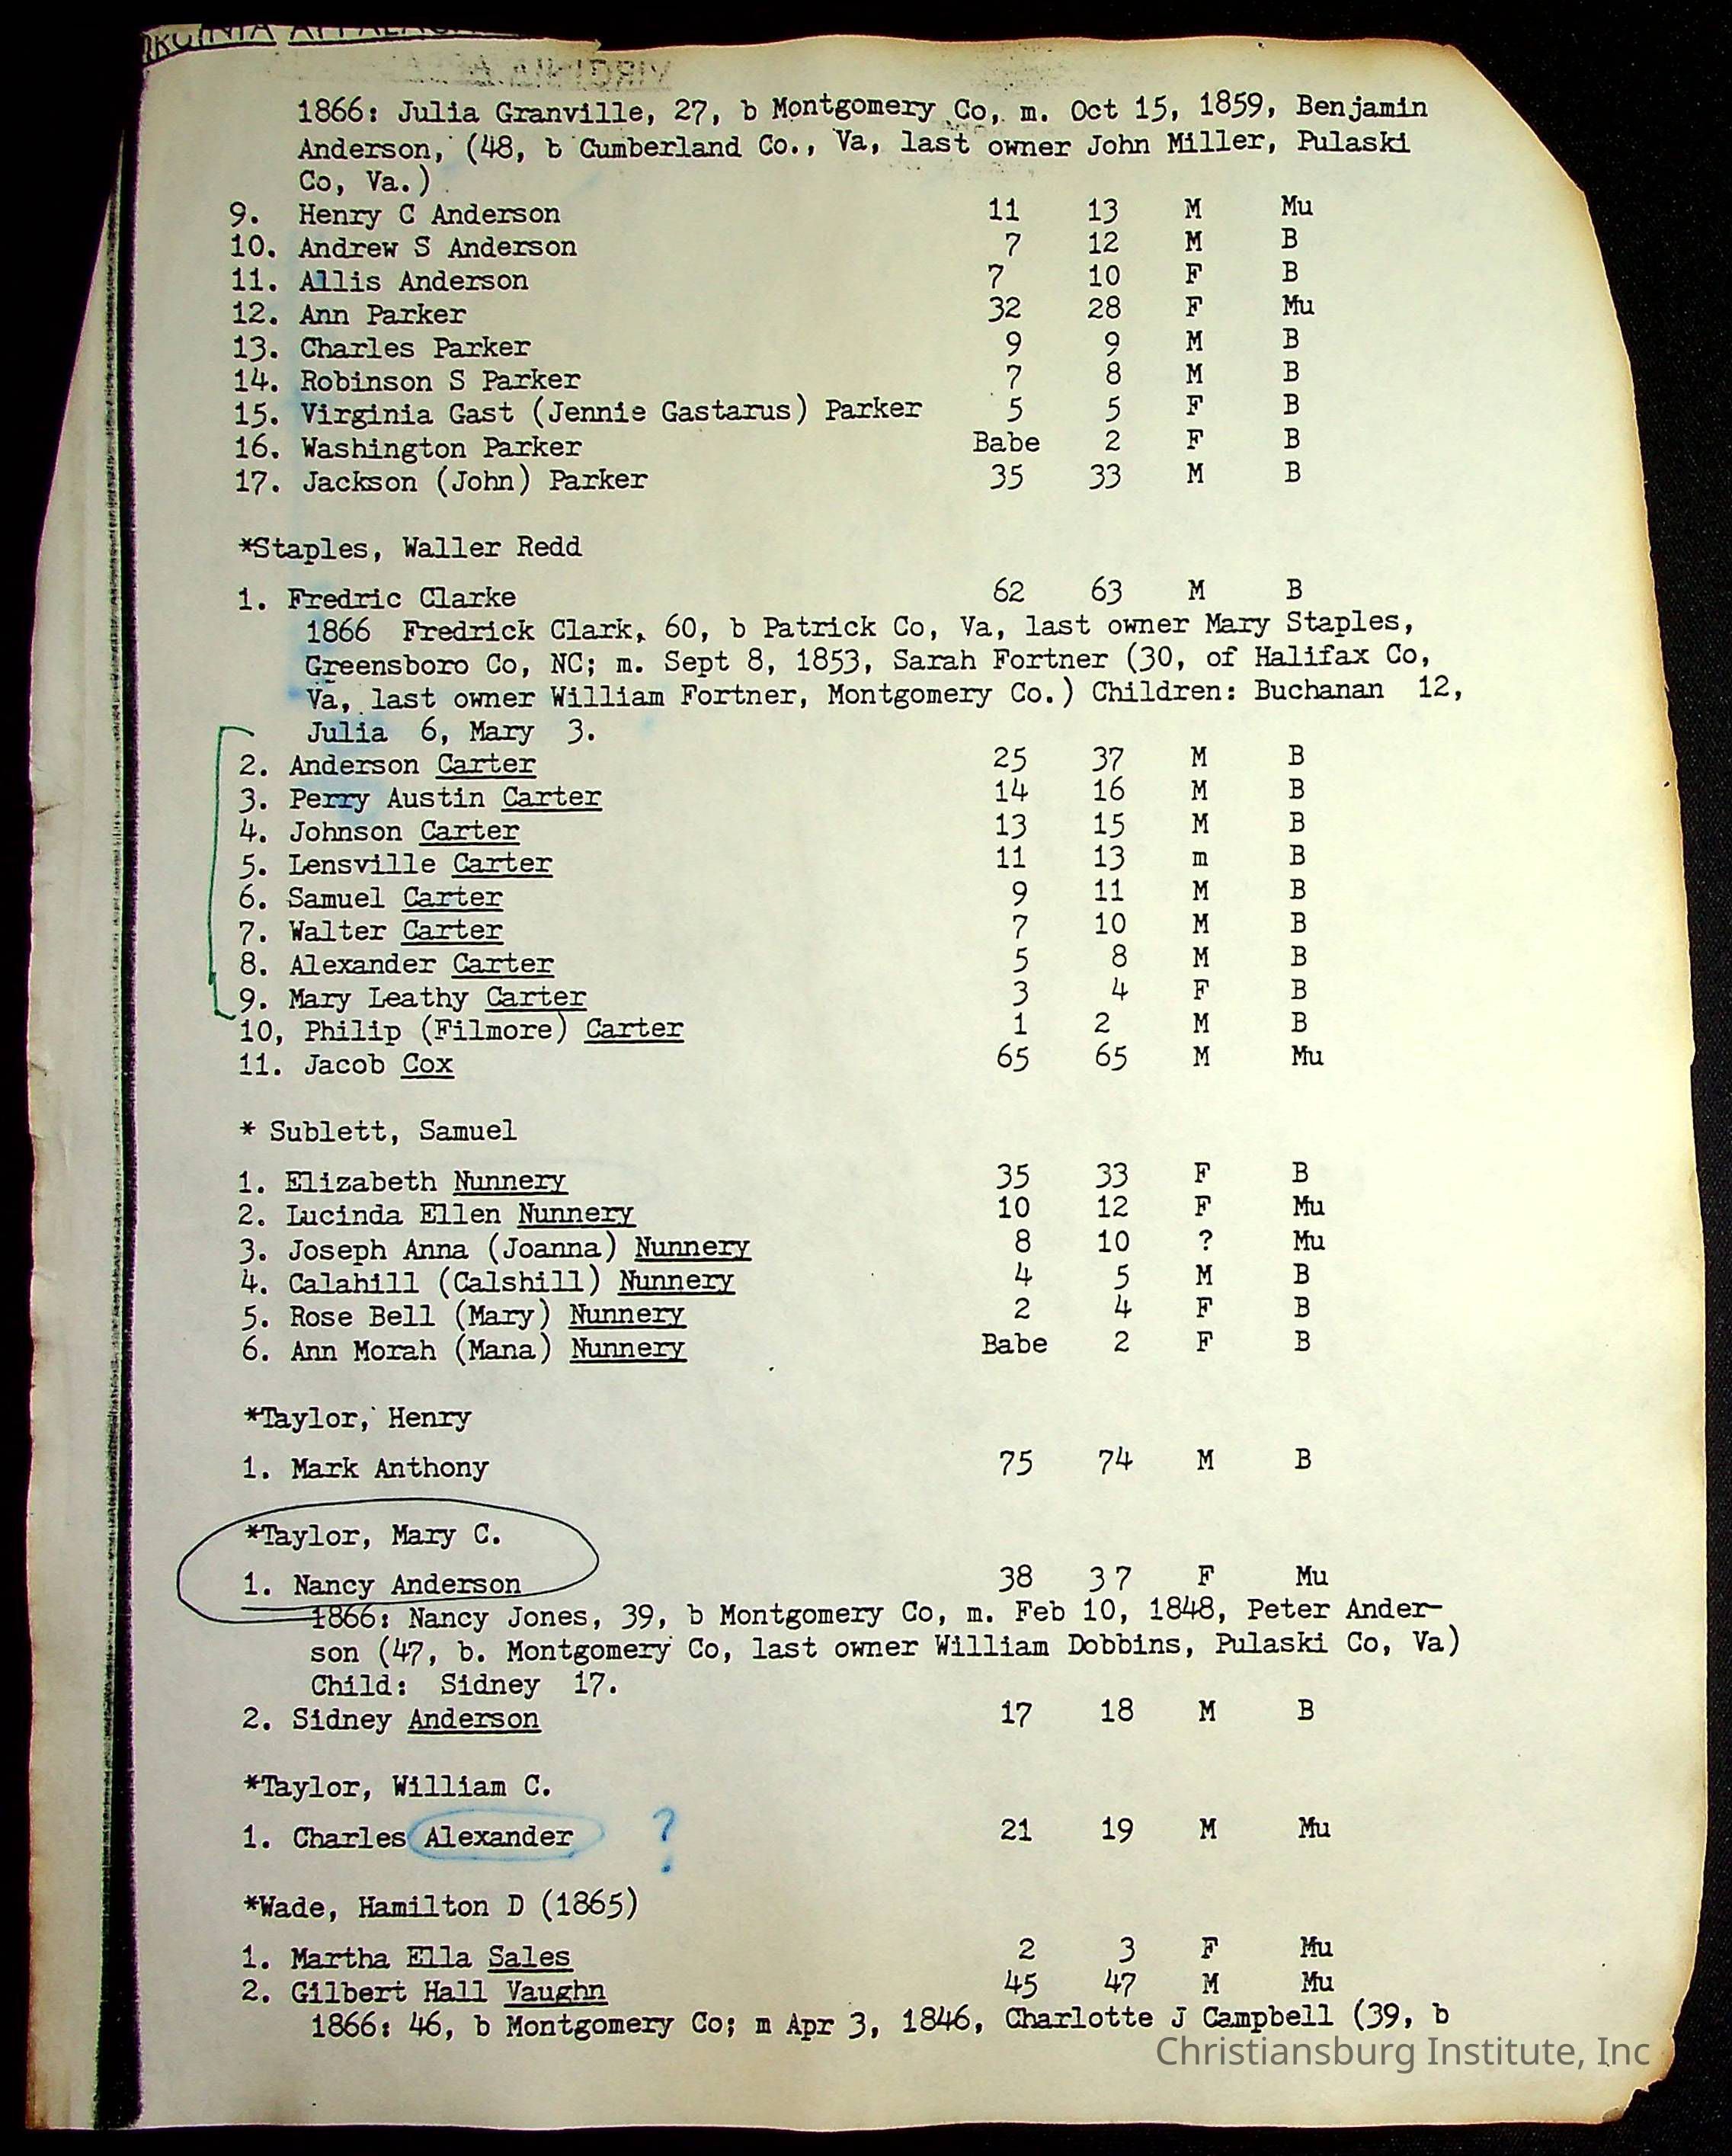 VIRGINIA
1866: Julia Granville, 27, b Montgomery Co, m. Oct 15, 1859, Benjamin
Anderson, (48, b Cumberland Co., Va, last owner John Miller, Pulaski
Co, Va.)
9. Henry C Anderson 11 13 M Mu
10. Andrew S Anderson 7 12 M B
11. Allis Anderson 7 10 F B
12. Ann Parker 32 28 F Mu
13. Charles Parker 9 9 M B
14. Robinson S Parker 7 8 M B
15. Virginia Gast (Jennie Gastarus) Parker 5 5 F B
16. Washington Parker Babe 2 F B
17. Jackson (John) Parker 35 33 M B
*Staples, Waller Redd
1. Fredric Clarke 62 63 M B
1866 Fredrick Clark, 60, b Patrick Co, Va, last owner Mary Staples,
Greensboro Co, NC; m. Sept 8, 1853, Sarah Fortner (30, of Halifax Co,
Va, last owner William Fortner, Montgomery Co.) Children: Buchanan 12,
Julia 6, Mary 3.
2. Anderson Carter 25 37 M B
3. Perry Austin Carter 14 16 M B
4. Johnson Carter 13 15 M B
5. Lensville Carter 11 13 m B
6. Samuel Carter 9 11 M B
7. Walter Carter 7 10 M B
8. Alexander Carter 5 8 M B
9. Mary Leathy Carter 3 4 F B
10, Philip (Filmore) Carter 1 2 M B
11. Jacob Cox 65 65 M Mu
* Sublett, Samuel
1. Elizabeth Nunnery 35 33 F B
2. Lucinda Ellen Nunnery 10 12 F Mu
3. Joseph Anna (Joanna) Nunnery 8 10 ? Mu
4. Calahill (Calshill) Nunnery 4 5 M B
5. Rose Bell (Mary) Nunnery 2 4 F B
6. Ann Morah (Mana) Nunnery Babe 2 F B
*Taylor, Henry
1. Mark Anthony 75 74 M B
*Taylor, Mary C.
1. Nancy Anderson 38 37 F Mu
1866: Nancy Jones, 39, b Montgomery Co, m. Feb 10, 1848, Peter Ander-
son (47, b. Montgomery Co, last owner William Dobbins, Pulaski Co, Va)
Child: Sidney 17.
2. Sidney Anderson 17 18 M B
*Taylor, William C.
1. Charles Alexander ? 21 19 M Mu
*Wade, Hamilton D (1865)
1. Martha Ella Sales 2 3 F Mu
2. Gilbert Hall Vaughn 45 47 M Mu
1866: 46, b Montgomery Co; m Apr 3, 1846, Charlotte J Campbell (39, b
Christiansburg Institute, Inc